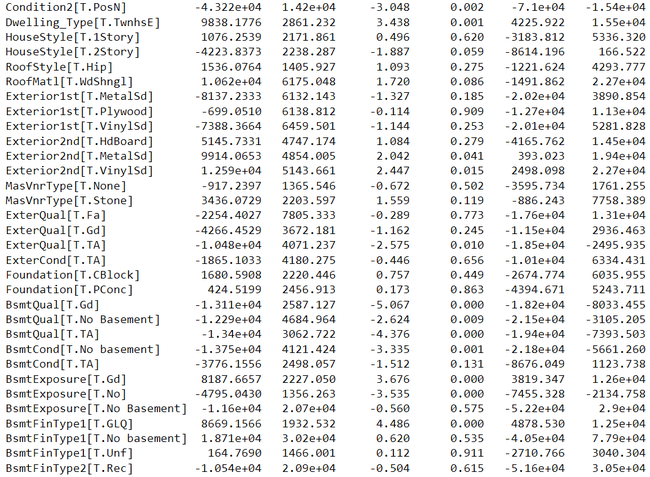 Condition2[T.PosN] -4.322e+04 1.42e+04 -3.048 0.002 -7.1e+04 -1.54e+04
Dwelling_Type[T.TwnhsE] 9838.1776 2861.232 3.438 0.001 4225.922 1.55e+04
HouseStyle[T.1Story] 1076.2539 2171.861 0.496 0.620 -3183.812 5336.320
HouseStyle[T.2Story] -4223.8373 2238.287 -1.887 0.059 -8614.196 166.522
RoofStyle[T.Hip] 1536.0764 1405.927 1.093 0.275 -1221.624 4293.777
RoofMatl[T.WdShngl] 1.062e+04 6175.048 1.720 0.086 -1491.862 2.27e+04
Exterior1st[T.MetalSd] -8137.2333 6132.143 -1.327 0.185 -2.02e+04 3890.854
Exterior1st[T.Plywood] -699.0510 6138.812 -0.114 0.909 -1.27e+04 1.13e+04
Exterior1st[T.VinylSd] -7388.3664 6459.501 -1.144 0.253 -2.01e+04 5281.828
Exterior2nd[T.HdBoard] 5145.7331 4747.174 1.084 0.279 -4165.762 1.45e+04
Exterior2nd[T.MetalSd] 9914.0653 4854.005 2.042 0.041 393.023 1.94e+04
Exterior2nd[T.VinylSd] 1.259e+04 5143.661 2.447 0.015 2498.098 2.27e+04
MasVnrType[T.None] -917.2397 1365.546 -0.672 0.502 -3595.734 1761.255
MasVnrType[T.Stone] 3436.0729 2203.597 1.559 0.119 -886.243 7758.389
ExterQual[T.Fa] -2254.4027 7805.333 -0.289 0.773 -1.76e+04 1.31e+04
ExterQual[T.Gd] -4266.4529 3672.181 -1.162 0.245 -1.15e+04 2936.463
ExterQual[T.TA] -1.048e+04 4071.237 -2.575 0.010 -1.85e+04 -2495.935
ExterCond[T.TA] -1865.1033 4180.275 -0.446 0.656 -1.01e+04 6334.431
Foundation[T.CBlock] 1680.5908 2220.446 0.757 0.449 -2674.774 6035.955
Foundation[T.PConc] 424.5199 2456.913 0.173 0.863 -4394.671 5243.711
BsmtQual[T.Gd] -1.311e+04 2587.127 -5.067 0.000 -1.82e+04 -8033.455
BsmtQual[T.No Basement] -1.229e+04 4684.964 -2.624 0.009 -2.15e+04 -3105.205
BsmtQual[T.TA] -1.34e+04 3062.722 -4.376 0.000 -1.94e+04 -7393.503
BsmtCond[T.No basement] -1.375e+04 4121.424 -3.335 0.001 -2.18e+04 -5661.260
BsmtCond[T.TA] -3776.1556 2498.057 -1.512 0.131 -8676.049 1123.738
BsmtExposure[T.Gd] 8187.6657 2227.050 3.676 0.000 3819.347 1.26e+04
BsmtExposure[T.No] -4795.0430 1356.263 -3.535 0.000 -7455.328 -2134.758
BsmtExposure[T.No Basement] -1.16e+04 2.07e+04 -0.560 0.575 -5.22e+04 2.9e+04
BsmtFinType1[T.GLQ] 8669.1566 1932.532 4.486 0.000 4878.530 1.25e+04
BsmtFinType1[T.No basement] 1.871e+04 3.02e+04 0.620 0.535 -4.05e+04 7.79e+04
BsmtFinType1[T.Unf] 164.7690 1466.001 0.112 0.911 -2710.766 3040.304
BsmtFinType2[T.Rec] -1.054e+04 2.09e+04 -0.504 0.615 -5.16e+04 3.05e+04